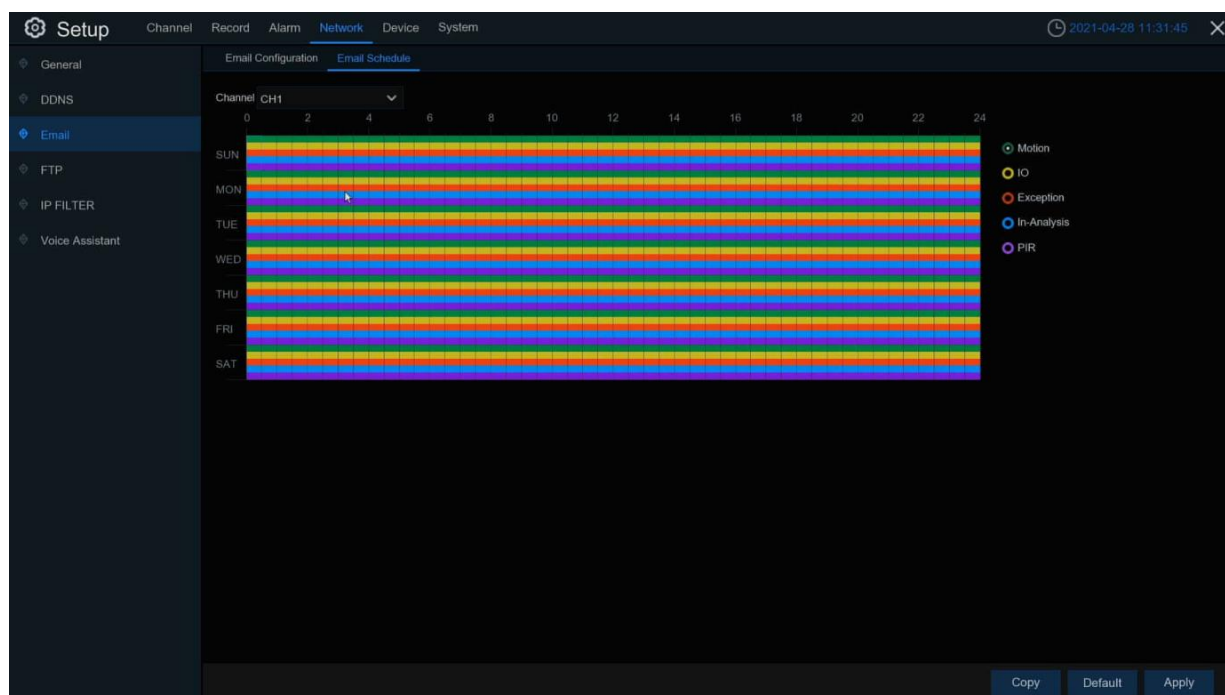 Setup Channel Record Alarm Network Device System 2021-04-28 11:31:45
General
DDNS
Email
FTP
IP FILTER
Voice Assistant
Email Configuration Email Schedule
Channel CH1
0 2 4 6 8 10 12 14 16 18 20 22 24
SUN
MON
TUE
WED
THU
FRI
SAT
Motion
IO
Exception
In-Analysis
PIR
Copy Default Apply